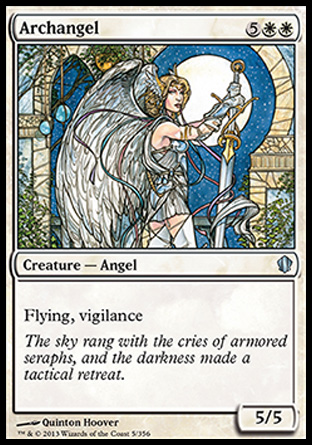 Archangel 5
Creature — Angel
Flying, vigilance
The sky rang with the cries of armored
seraphs, and the darkness made a
tactical retreat.
Quinton Hoover
™ & © 2013 Wizards of the Coast 5/356
5/5